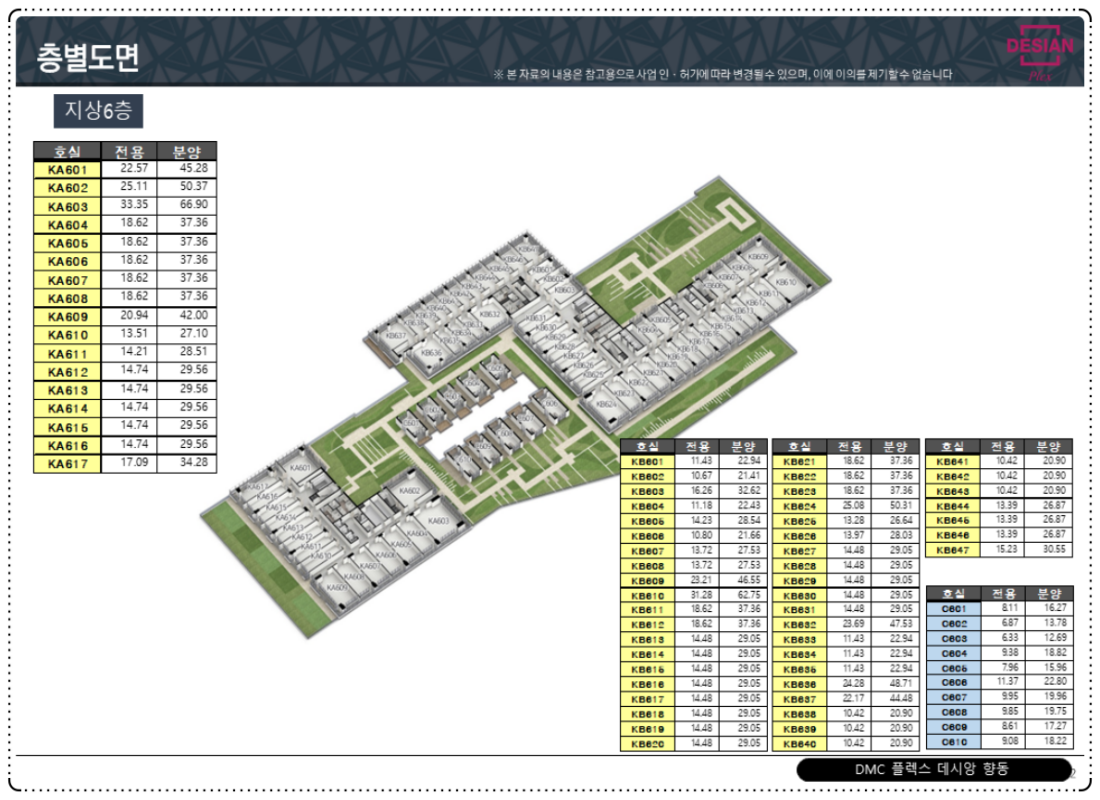 층별도면
※ 본 자료의 내용은 참고용으로 사업 인·허가에 따라 변경될 수 있으며, 이에 이의를 제기할 수 없습니다
DESIAN
Plex
지상6층
호실 전용 분양
KA601 22.57 45.28
KA602 25.11 50.37
KA603 33.35 66.90
KA604 18.62 37.36
KA605 18.62 37.36
KA606 18.62 37.36
KA607 18.62 37.36
KA608 18.62 37.36
KA609 20.94 42.00
KA610 13.51 27.10
KA611 14.21 28.51
KA612 14.74 29.56
KA613 14.74 29.56
KA614 14.74 29.56
KA615 14.74 29.56
KA616 14.74 29.56
KA617 17.09 34.28
호실 전용 분양
KB601 11.43 22.94
KB602 10.67 21.41
KB603 16.26 32.62
KB604 11.18 22.43
KB605 14.23 28.54
KB606 10.80 21.66
KB607 13.72 27.53
KB608 13.72 27.53
KB609 23.21 46.55
KB610 31.28 62.75
KB611 18.62 37.36
KB612 18.62 37.36
KB613 14.48 29.05
KB614 14.48 29.05
KB615 14.48 29.05
KB616 14.48 29.05
KB617 14.48 29.05
KB618 14.48 29.05
KB619 14.48 29.05
KB620 14.48 29.05
호실 전용 분양
KB621 18.62 37.36
KB622 18.62 37.36
KB623 18.62 37.36
KB624 25.08 50.31
KB625 13.28 26.64
KB626 13.97 28.03
KB627 14.48 29.05
KB628 14.48 29.05
KB629 14.48 29.05
KB630 14.48 29.05
KB631 14.48 29.05
KB632 23.69 47.53
KB633 11.43 22.94
KB634 11.43 22.94
KB635 11.43 22.94
KB636 24.28 48.71
KB637 22.17 44.48
KB638 10.42 20.90
KB639 10.42 20.90
KB640 10.42 20.90
호실 전용 분양
KB641 10.42 20.90
KB642 10.42 20.90
KB643 10.42 20.90
KB644 13.39 26.87
KB645 13.39 26.87
KB646 13.39 26.87
KB647 15.23 30.55
호실 전용 분양
C601 8.11 16.27
C602 6.87 13.78
C603 6.33 12.69
C604 9.38 18.82
C605 7.96 15.96
C606 11.37 22.80
C607 9.95 19.96
C608 9.85 19.75
C609 8.61 17.27
C610 9.08 18.22
DMC 플렉스 데시앙 향동